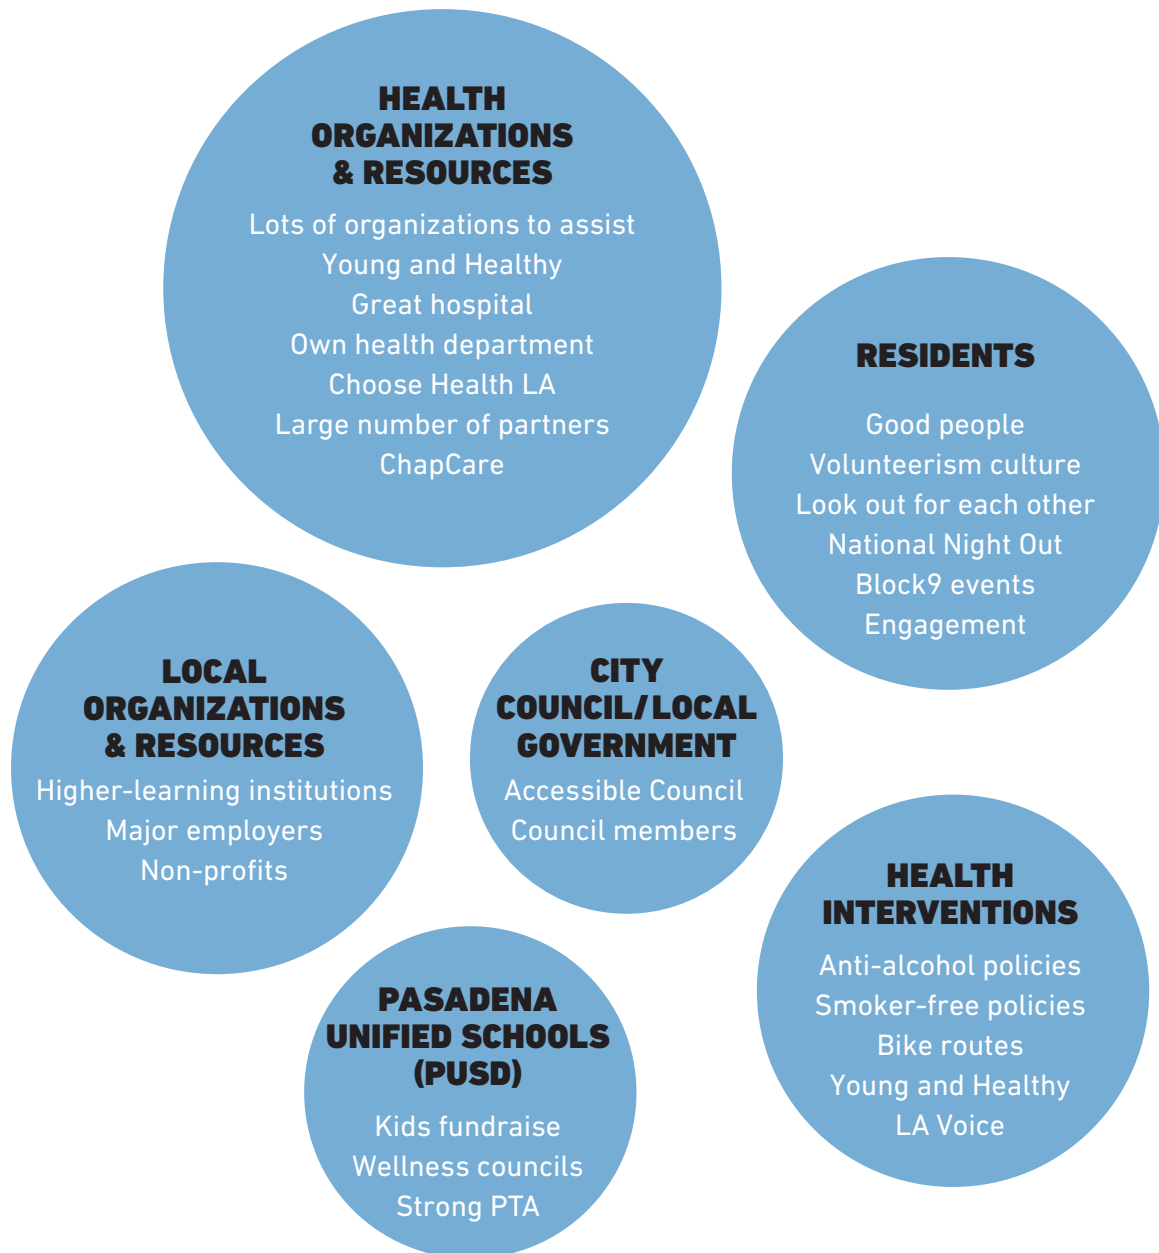 HEALTH
ORGANIZATIONS
& RESOURCES
Lots of organizations to assist
Young and Healthy
Great hospital
Own health department
Choose Health LA
Large number of partners
ChapCare
RESIDENTS
Good people
Volunteerism culture
Look out for each other
National Night Out
Block9 events
Engagement
LOCAL
ORGANIZATIONS
& RESOURCES
Higher-learning institutions
Major employers
Non-profits
CITY
COUNCIL/LOCAL
GOVERNMENT
Accessible Council
Council members
HEALTH
INTERVENTIONS
Anti-alcohol policies
Smoker-free policies
Bike routes
Young and Healthy
LA Voice
PASADENA
UNIFIED SCHOOLS
(PUSD)
Kids fundraise
Wellness councils
Strong PTA